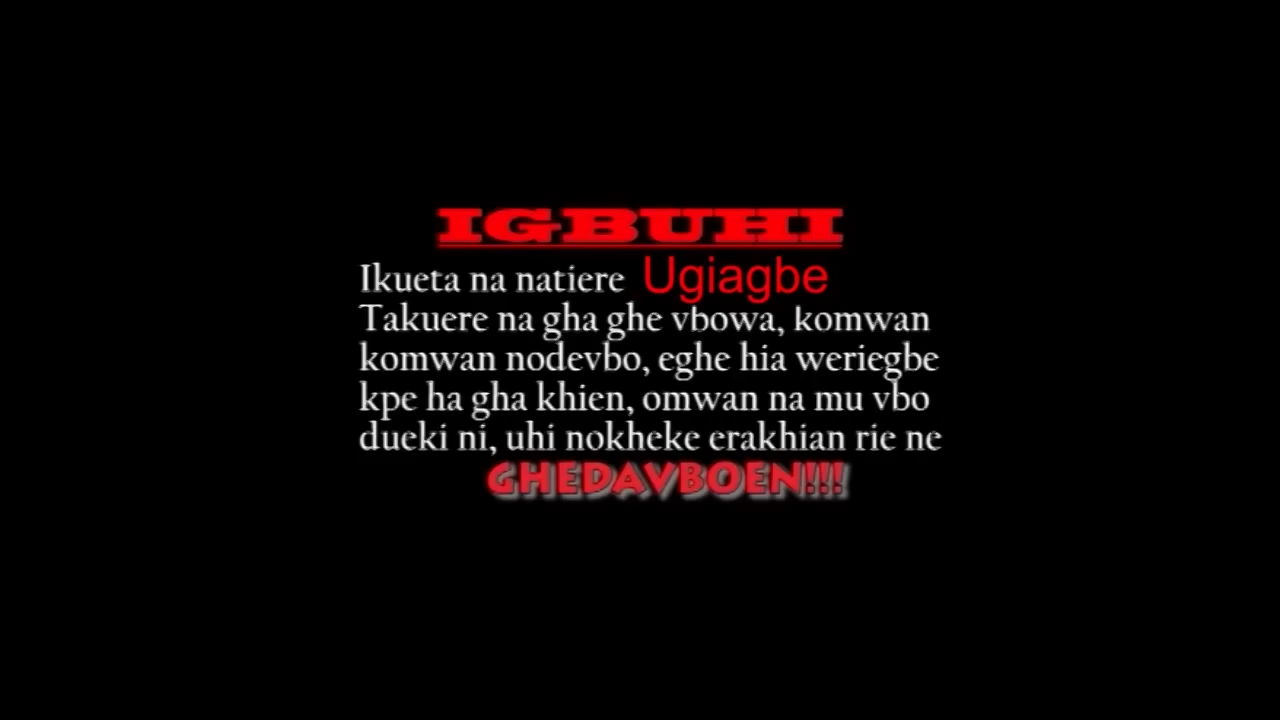 IGBUHI
Ikueta na natiere Ugiagbe
Takuere na gha ghe vbowa, komwan
komwan nodevbo, eghe hia weriegbe
kpe ha gha khien, omwan na mu vbo
dueki ni, uhi nokheke erakhian rie ne
GHEDAVBOEN!!!